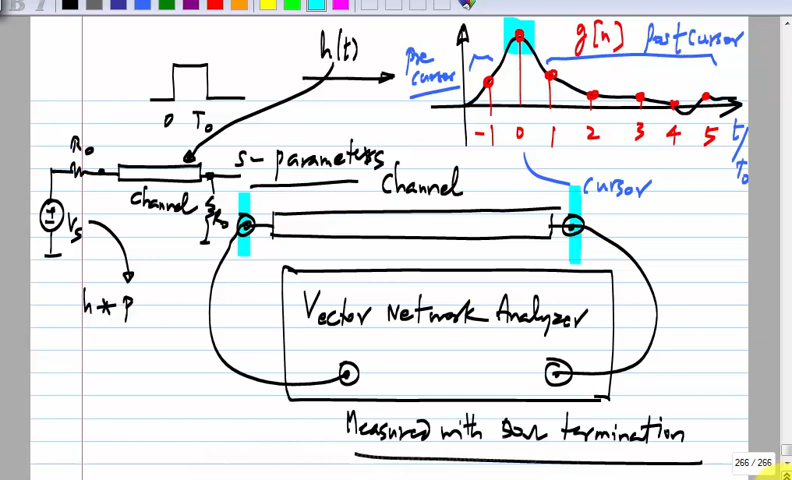 h(t)
g[n] post cursor
Pre
cursor
0 T₀
-1 0 1 2 3 4 5 t/T₀
R₀
s-parameters
channel
Channel
cursor
R₀
Vs
h * p
Vector Network Analyzer
Measured with termination
266 / 266